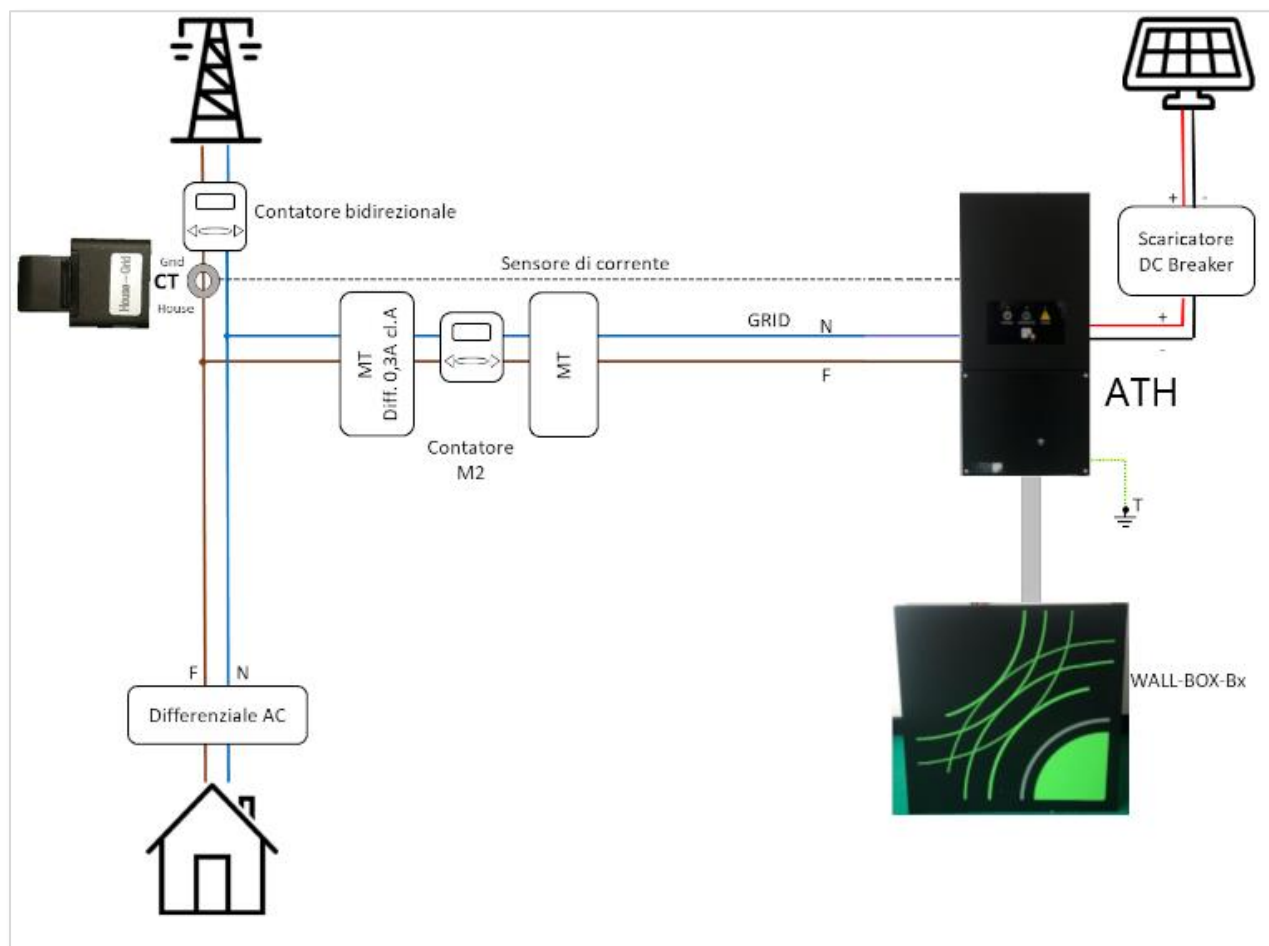 Contatore bidirezionale
Grid
CT
House
House-Grid
Sensore di corrente
+ -
Scaricatore
DC Breaker
+
-
MT
Diff. 0,3A cl.A
MT
GRID N
F
Contatore
M2
ATH
T
WALL-BOX-Bx
F N
Differenziale AC